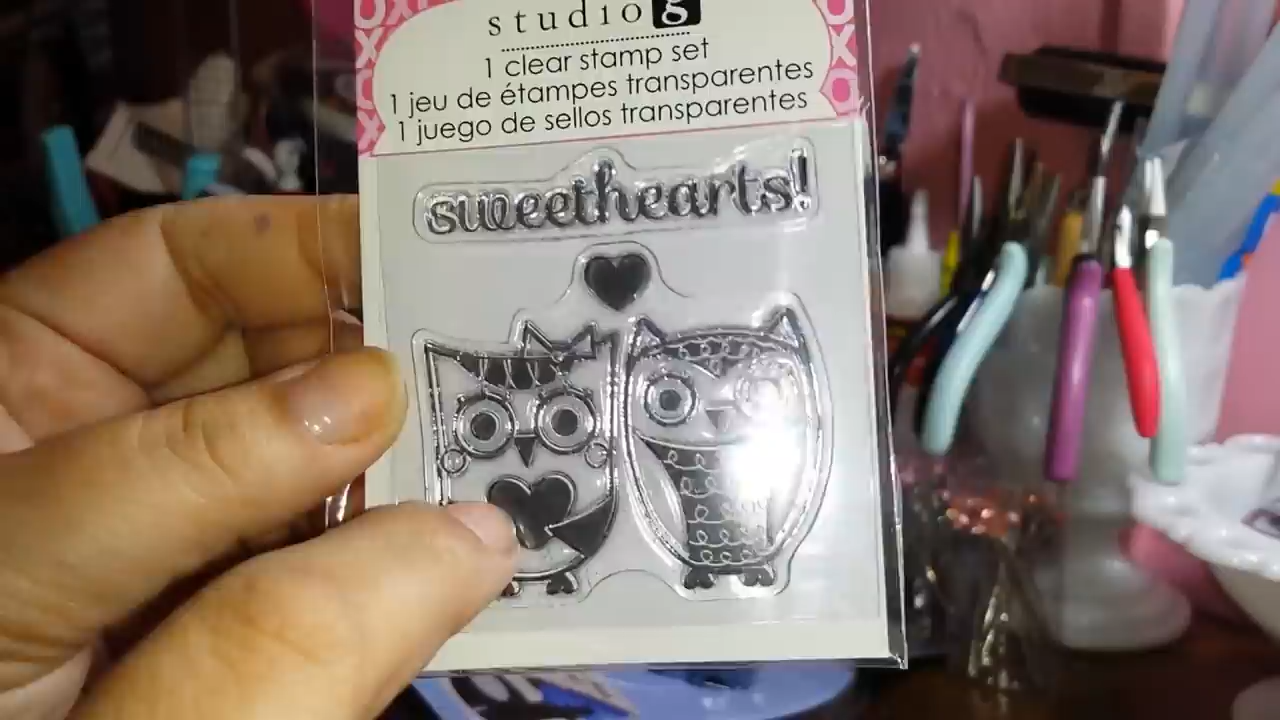 studio g
1 clear stamp set
1 jeu de étampes transparentes
1 juego de sellos transparentes
sweethearts!